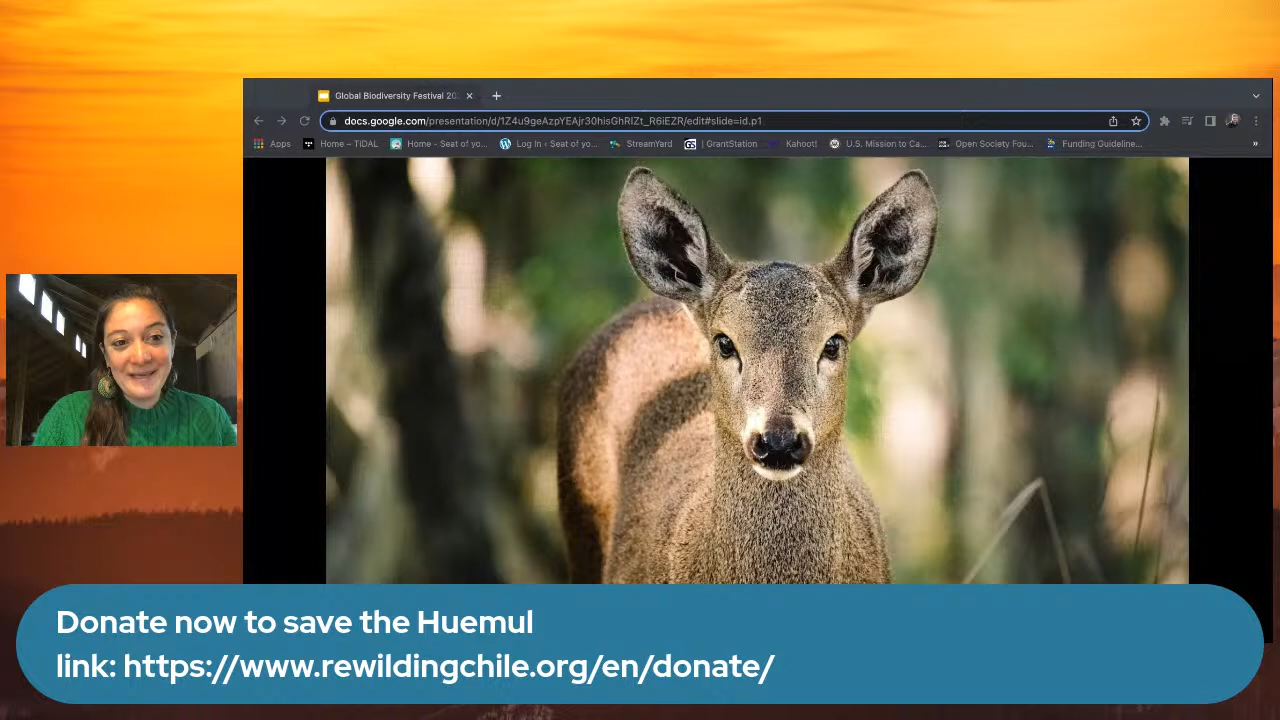 Global Biodiversity Festival 20
docs.google.com/presentation/d/1Z4u9geAzpYEAjr30hisGhRlZt_R6iEZR/edit#slide=id.p1
Apps Home – TIDAL Home - Seat of yo... Log In ‹ Seat of yo... StreamYard | GrantStation Kahoot! U.S. Mission to Ca... Open Society Fou... Funding Guideline... »
Donate now to save the Huemul
link: https://www.rewildingchile.org/en/donate/